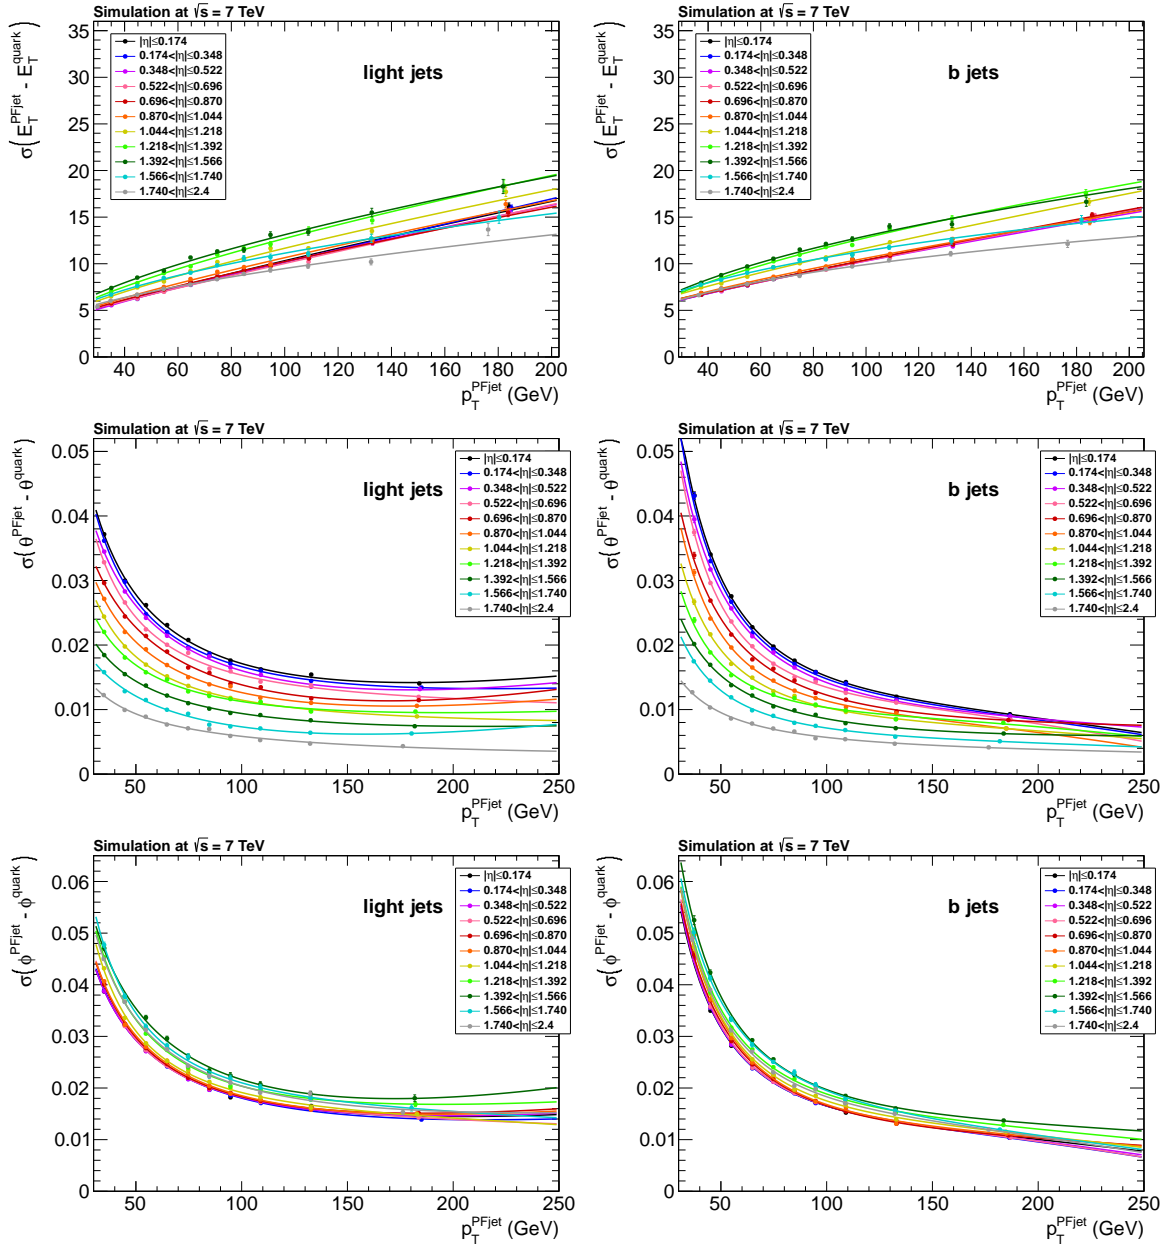 Simulation at √s = 7 TeV
σ( E_T^PFjet - E_T^quark )
35
30
25
20
15
10
5
0
|η|≤0.174
0.174<|η|≤0.348
0.348<|η|≤0.522
0.522<|η|≤0.696
0.696<|η|≤0.870
0.870<|η|≤1.044
1.044<|η|≤1.218
1.218<|η|≤1.392
1.392<|η|≤1.566
1.566<|η|≤1.740
1.740<|η|≤2.4
light jets
40 60 80 100 120 140 160 180 200
p_T^PFjet (GeV)
Simulation at √s = 7 TeV
σ( E_T^PFjet - E_T^quark )
35
30
25
20
15
10
5
0
|η|≤0.174
0.174<|η|≤0.348
0.348<|η|≤0.522
0.522<|η|≤0.696
0.696<|η|≤0.870
0.870<|η|≤1.044
1.044<|η|≤1.218
1.218<|η|≤1.392
1.392<|η|≤1.566
1.566<|η|≤1.740
1.740<|η|≤2.4
b jets
40 60 80 100 120 140 160 180 200
p_T^PFjet (GeV)
Simulation at √s = 7 TeV
σ( θ^PFjet - θ^quark )
0.05
0.04
0.03
0.02
0.01
0
light jets
|η|≤0.174
0.174<|η|≤0.348
0.348<|η|≤0.522
0.522<|η|≤0.696
0.696<|η|≤0.870
0.870<|η|≤1.044
1.044<|η|≤1.218
1.218<|η|≤1.392
1.392<|η|≤1.566
1.566<|η|≤1.740
1.740<|η|≤2.4
50 100 150 200 250
p_T^PFjet (GeV)
Simulation at √s = 7 TeV
σ( θ^PFjet - θ^quark )
0.05
0.04
0.03
0.02
0.01
0
b jets
|η|≤0.174
0.174<|η|≤0.348
0.348<|η|≤0.522
0.522<|η|≤0.696
0.696<|η|≤0.870
0.870<|η|≤1.044
1.044<|η|≤1.218
1.218<|η|≤1.392
1.392<|η|≤1.566
1.566<|η|≤1.740
1.740<|η|≤2.4
50 100 150 200 250
p_T^PFjet (GeV)
Simulation at √s = 7 TeV
σ( ϕ^PFjet - ϕ^quark )
0.06
0.05
0.04
0.03
0.02
0.01
0
light jets
|η|≤0.174
0.174<|η|≤0.348
0.348<|η|≤0.522
0.522<|η|≤0.696
0.696<|η|≤0.870
0.870<|η|≤1.044
1.044<|η|≤1.218
1.218<|η|≤1.392
1.392<|η|≤1.566
1.566<|η|≤1.740
1.740<|η|≤2.4
50 100 150 200 250
p_T^PFjet (GeV)
Simulation at √s = 7 TeV
σ( ϕ^PFjet - ϕ^quark )
0.06
0.05
0.04
0.03
0.02
0.01
0
b jets
|η|≤0.174
0.174<|η|≤0.348
0.348<|η|≤0.522
0.522<|η|≤0.696
0.696<|η|≤0.870
0.870<|η|≤1.044
1.044<|η|≤1.218
1.218<|η|≤1.392
1.392<|η|≤1.566
1.566<|η|≤1.740
1.740<|η|≤2.4
50 100 150 200 250
p_T^PFjet (GeV)